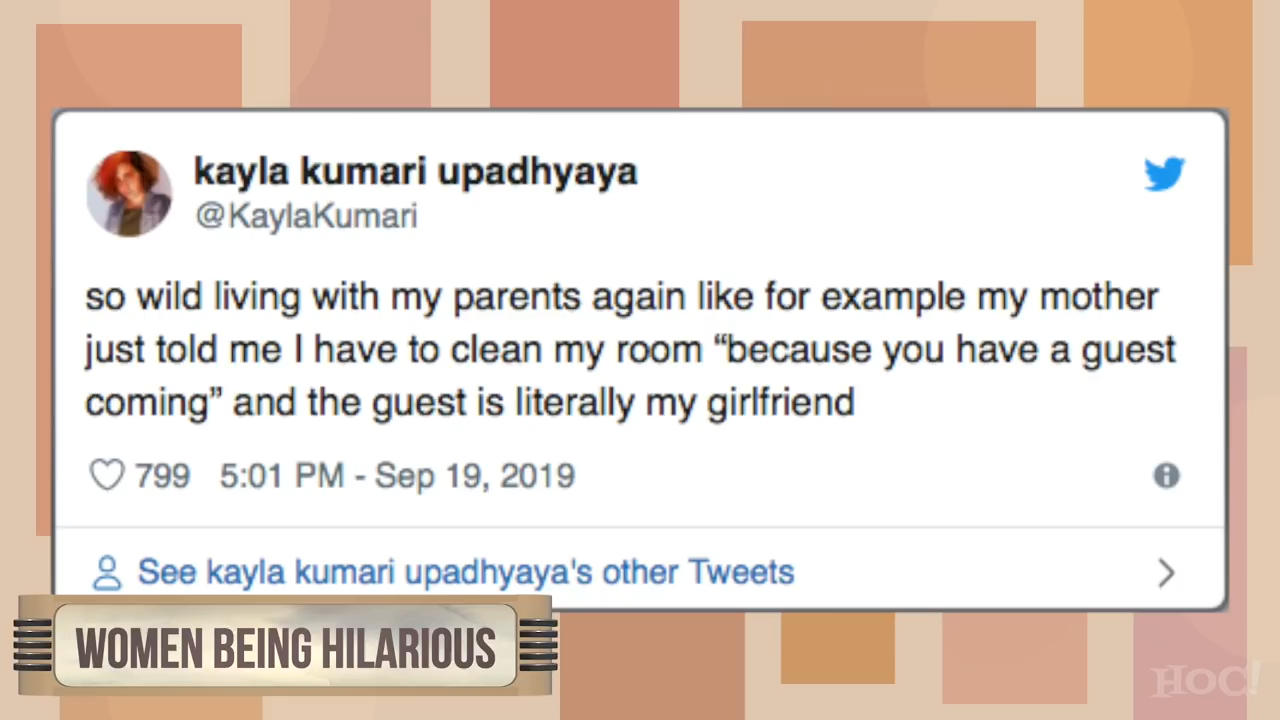 kayla kumari upadhyaya
@KaylaKumari
so wild living with my parents again like for example my mother
just told me I have to clean my room “because you have a guest
coming” and the guest is literally my girlfriend
799 5:01 PM - Sep 19, 2019
See kayla kumari upadhyaya's other Tweets
WOMEN BEING HILARIOUS
HOC!